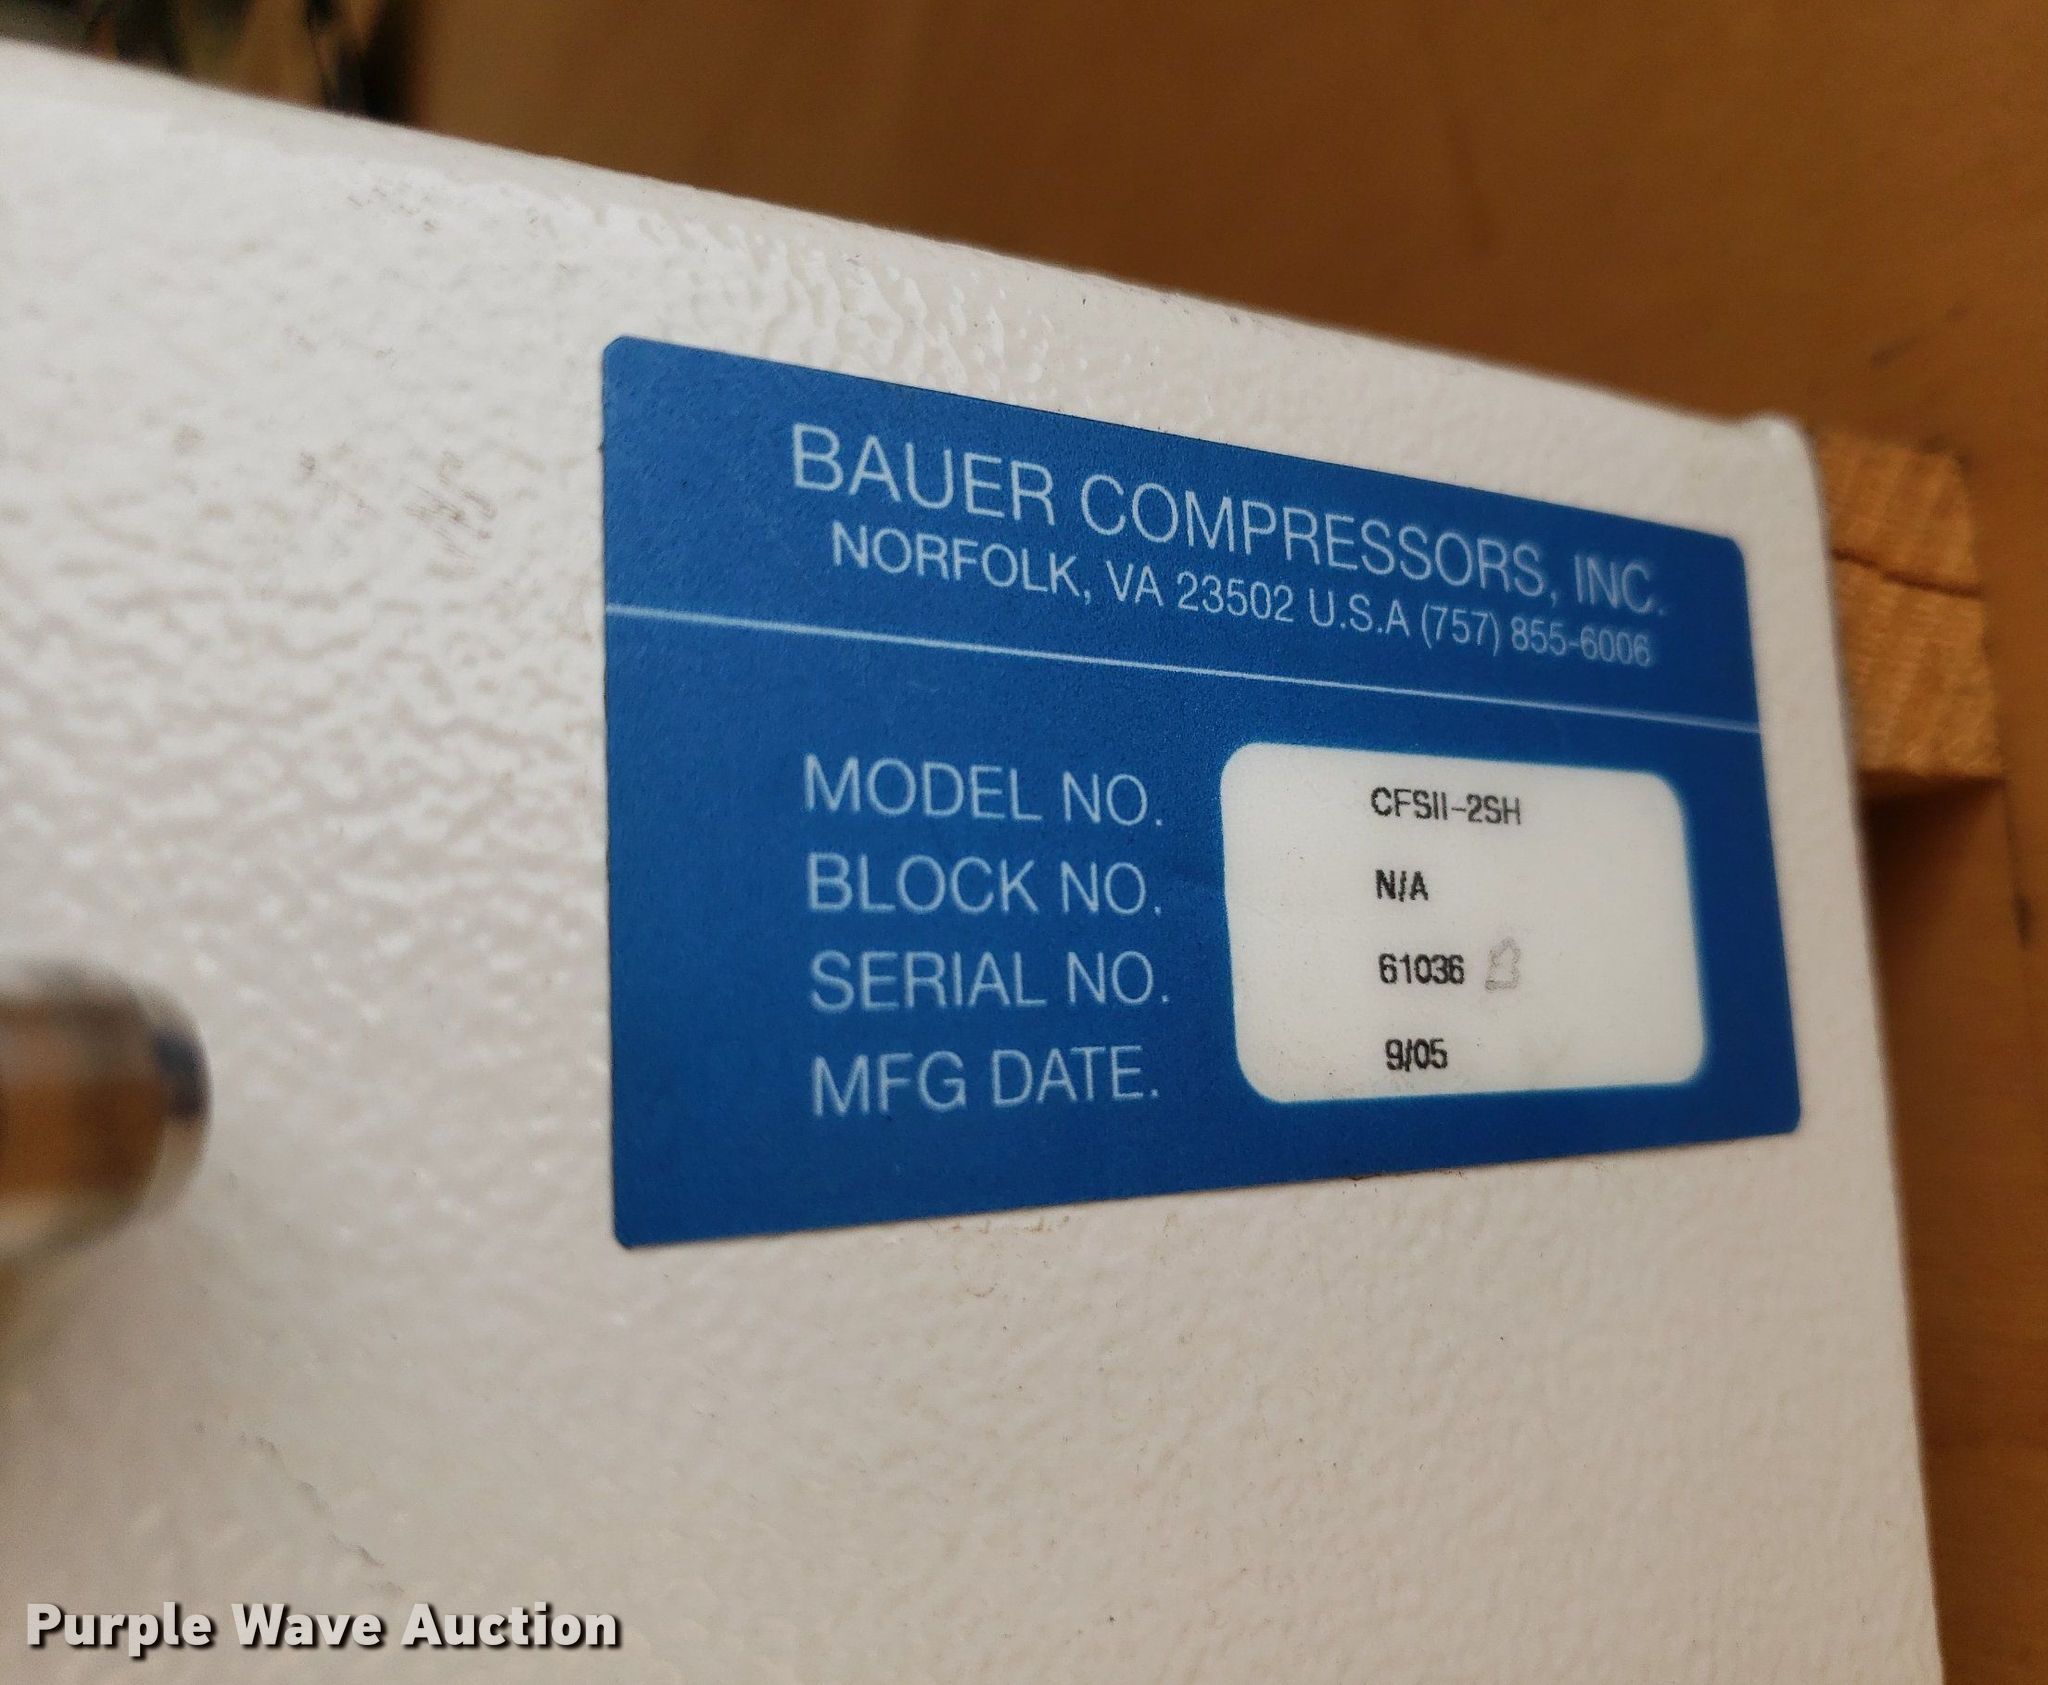 BAUER COMPRESSORS, INC.
NORFOLK, VA 23502 U.S.A (757) 855-6006
MODEL NO. CFSII-2SH
BLOCK NO. N/A
SERIAL NO. 61036
MFG DATE. 9/05
Purple Wave Auction